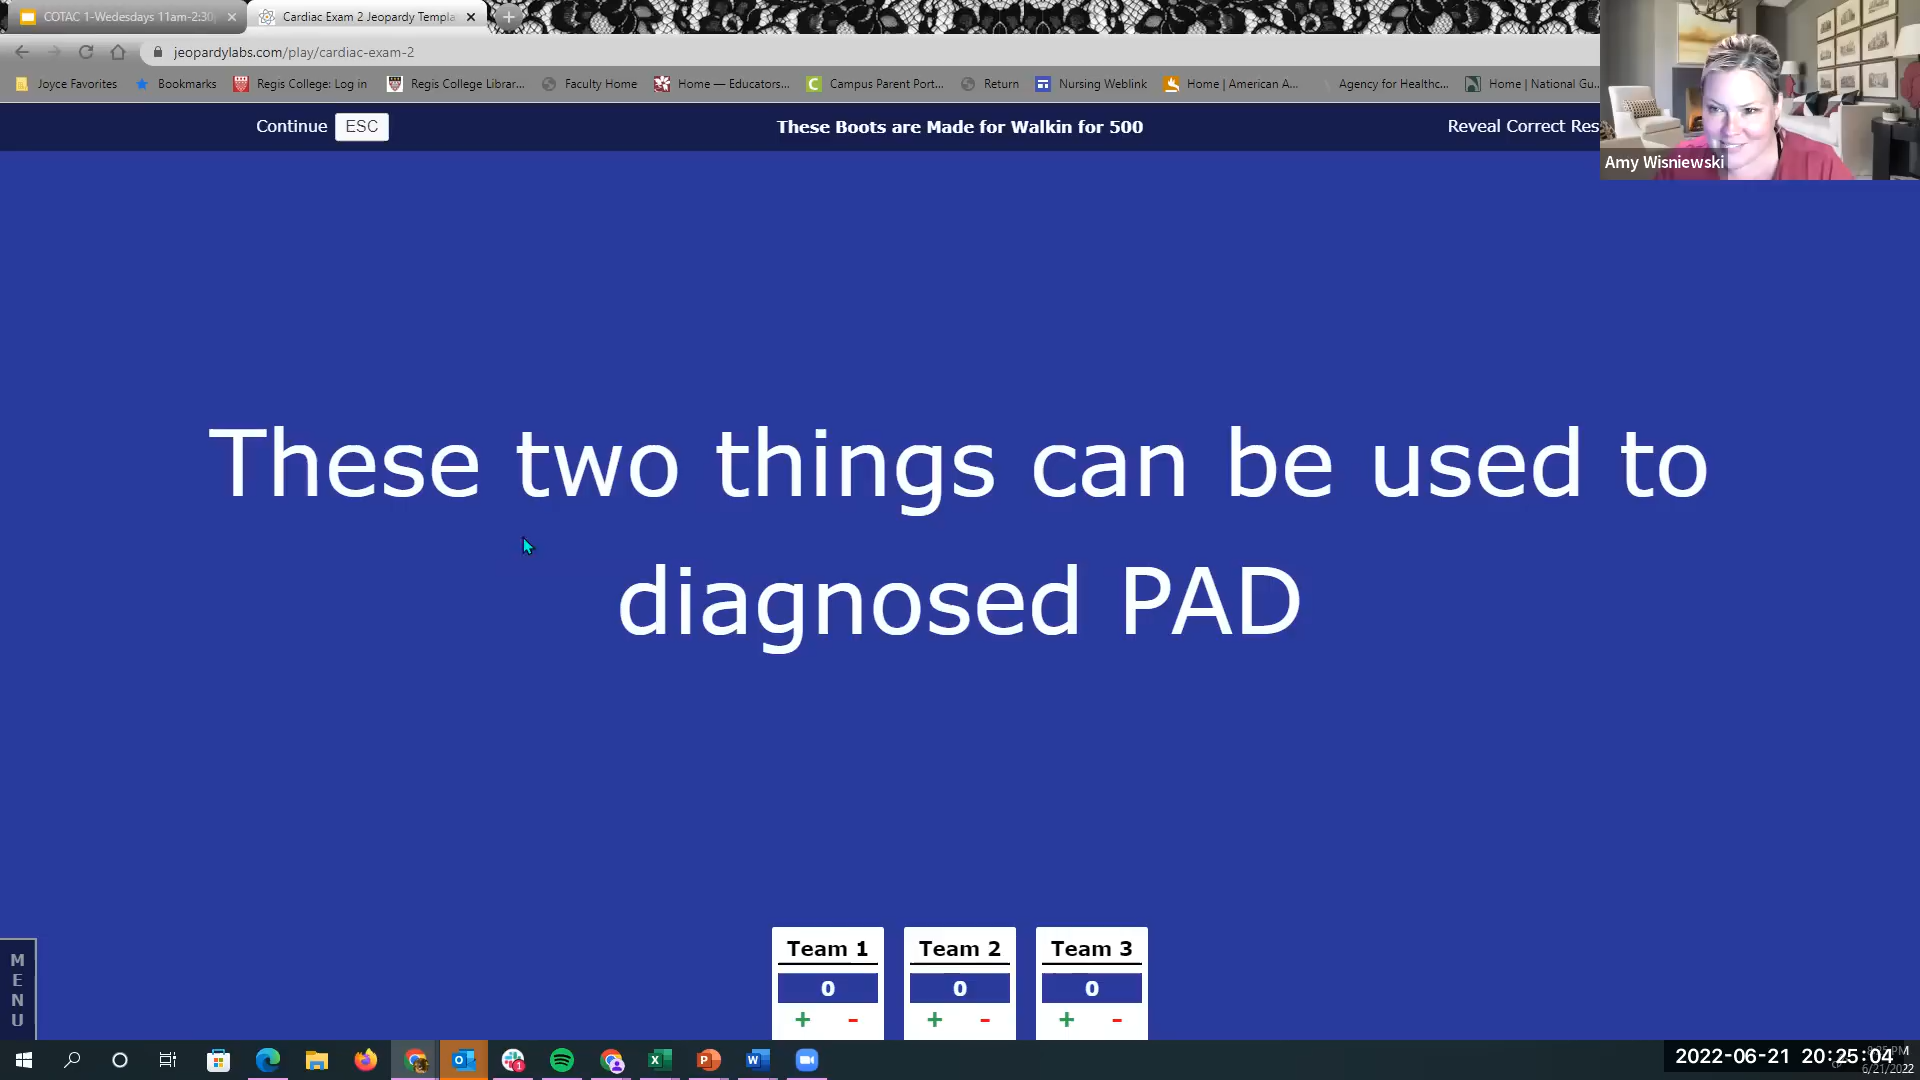 COTAC 1-Wedesdays 11am-2:30
Cardiac Exam 2 Jeopardy Templa
jeopardylabs.com/play/cardiac-exam-2
Joyce Favorites
Bookmarks
Regis College: Log in
Regis College Librar...
Faculty Home
Home — Educators...
Campus Parent Port...
Return
Nursing Weblink
Home | American A...
Agency for Healthc...
Home | National Gu...
Continue ESC
These Boots are Made for Walkin for 500
Reveal Correct Res
Amy Wisniewski
These two things can be used to
diagnosed PAD
MENU
Team 1 Team 2 Team 3
0 0 0
+ - + - + -
2022-06-21 20:25:04
6/21/2022